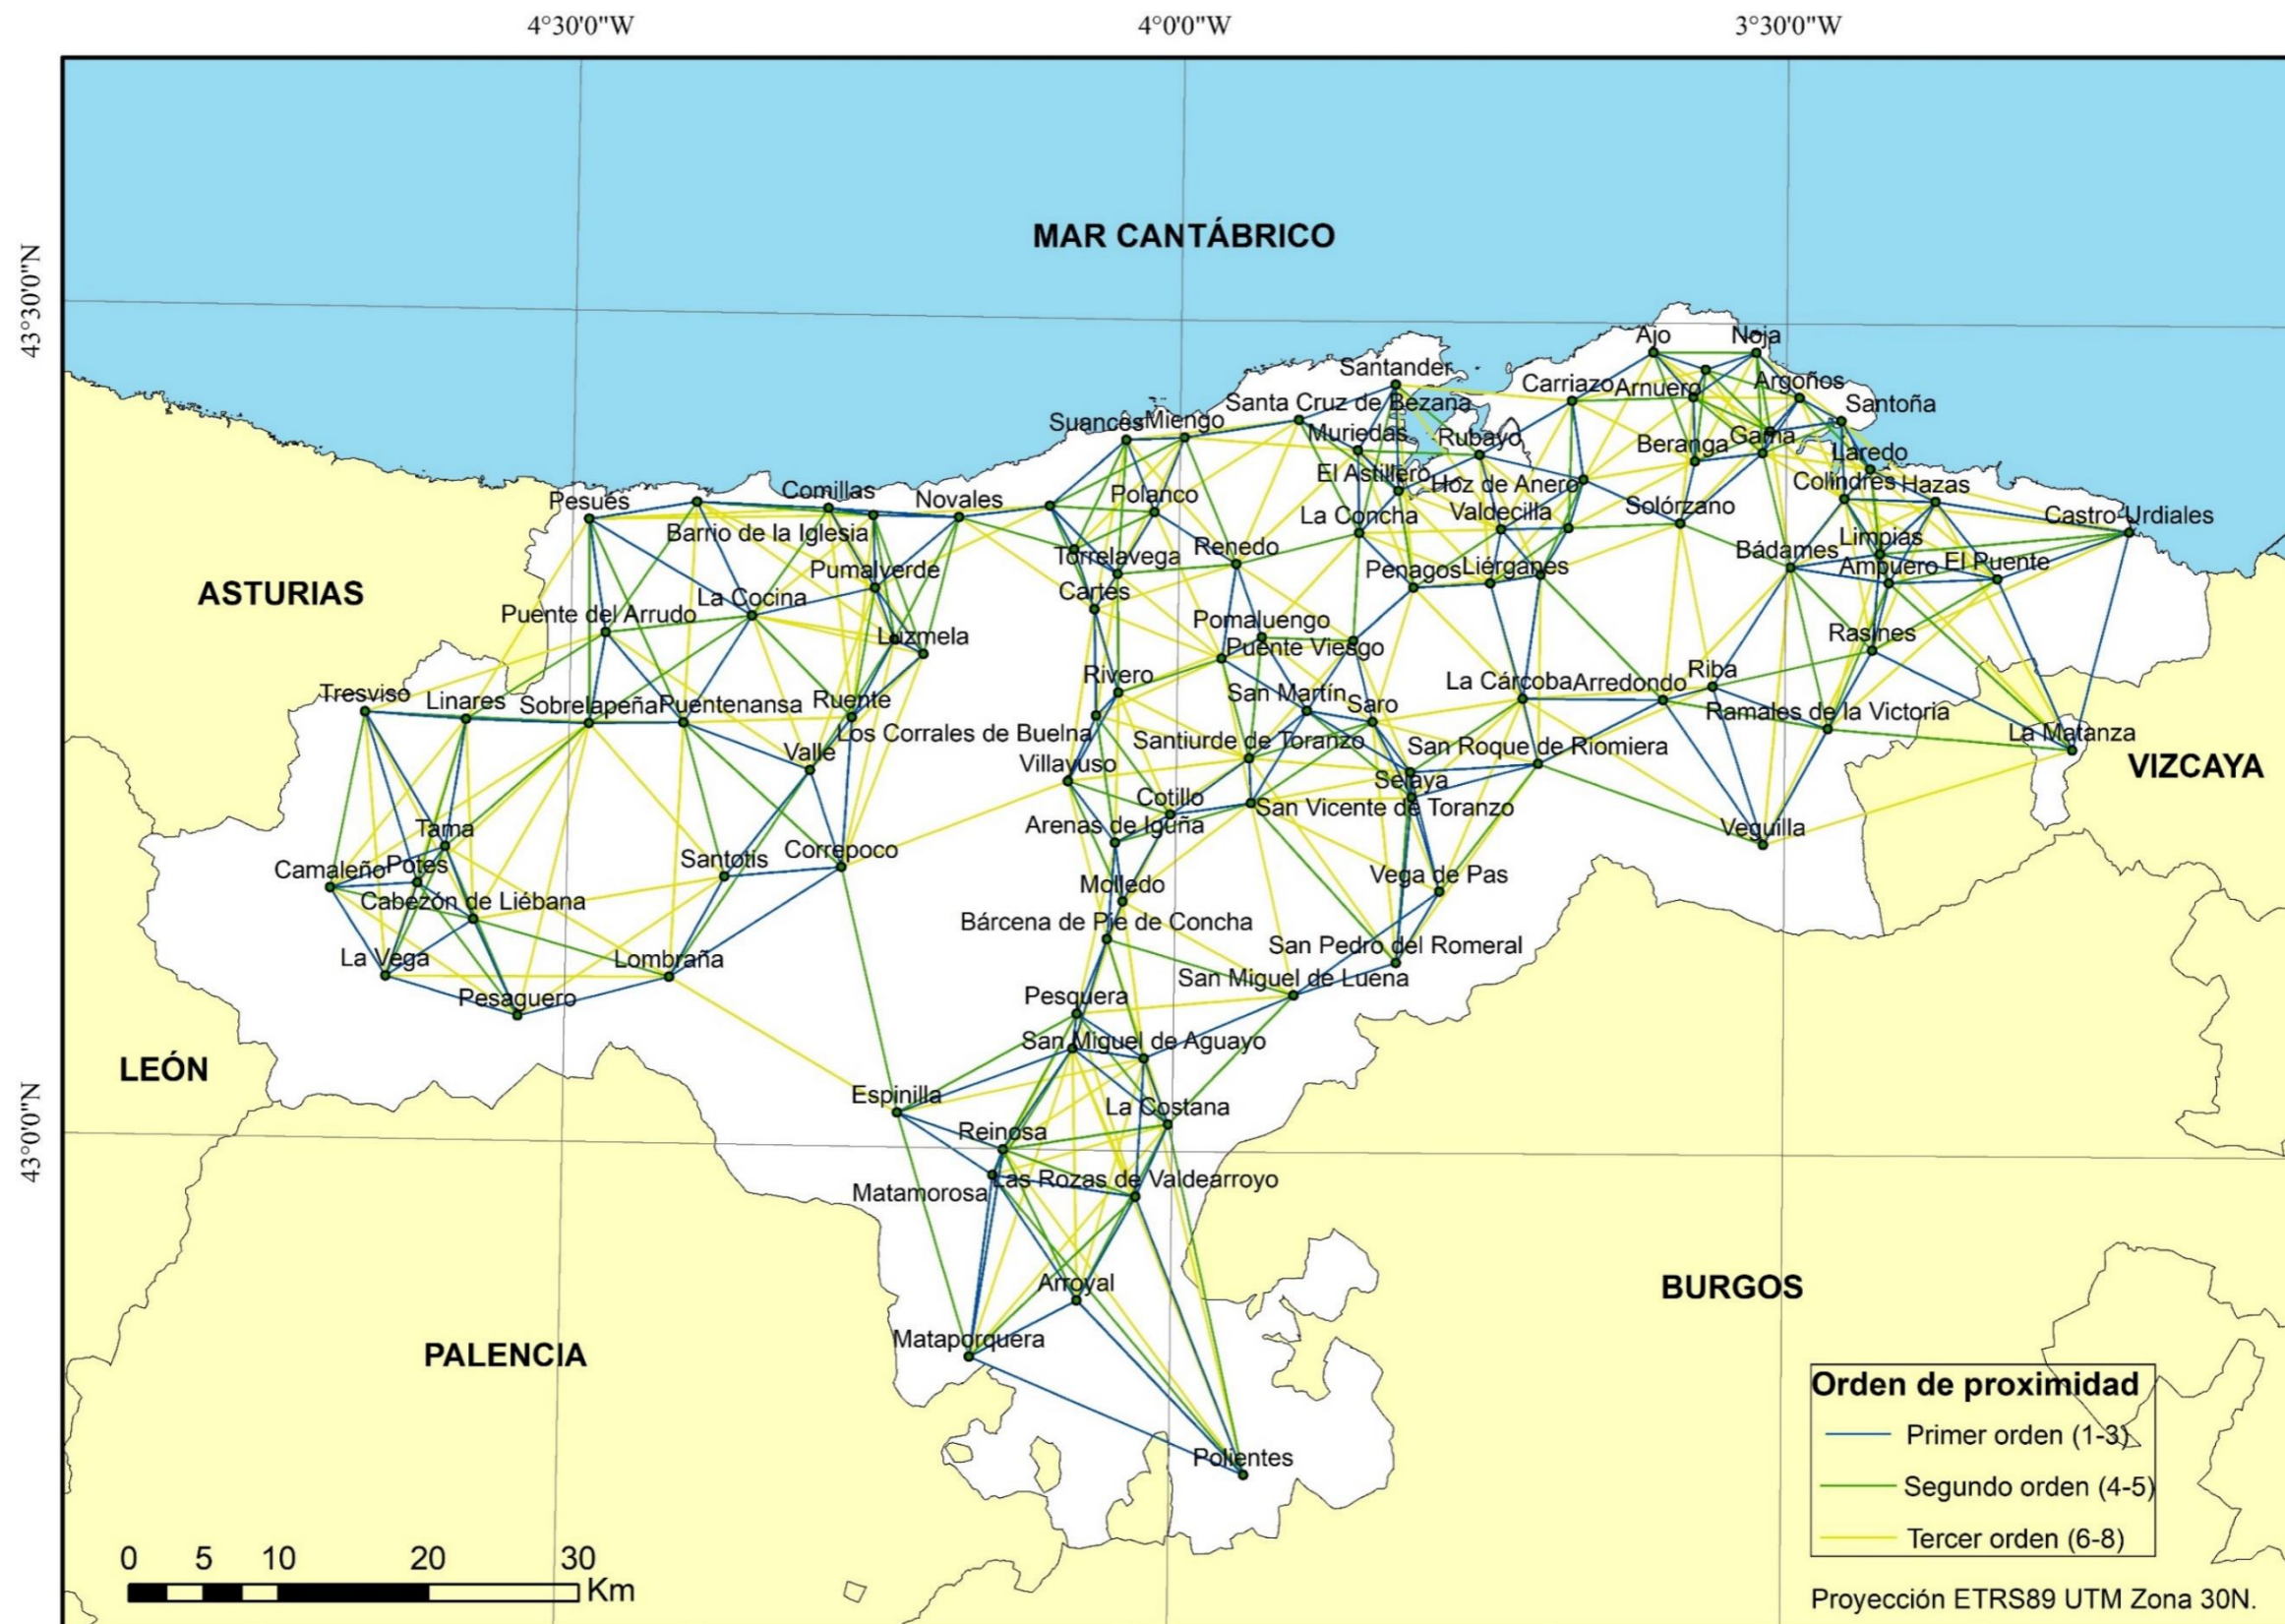 4°30'0"W
4°0'0"W
3°30'0"W
43°30'0"N
43°0'0"N
MAR CANTÁBRICO
Ajo
Noja
Santander
Carriazo
Arnuero
Argoños
Santa Cruz de Bezana
Santoña
Suances
Miengo
Muriedas
Rubayo
Beranga
Gama
Laredo
El Astillero
Hoz de Anero
Colindres
Hazas
Pesués
Comillas
Novales
Polanco
La Concha
Valdecilla
Solórzano
Castro-Urdiales
Barrio de la Iglesia
Torrelavega
Renedo
Bádames
Limpias
Pumalverde
Penagos
Liérganes
Ampuero
El Puente
ASTURIAS
La Cocina
Cartes
Puente del Arrudo
Pomaluengo
Luzmela
Puente Viesgo
Rasines
Rivero
Riba
Tresviso
Linares
Sobrelapeña
Puentenansa
Ruente
San Martín
Saro
La Cárcoba
Arredondo
Ramales de la Victoria
Los Corrales de Buelna
Santiurde de Toranzo
San Roque de Riomiera
La Matanza
Valle
Villayuso
Selaya
VIZCAYA
Cotillo
San Vicente de Toranzo
Arenas de Iguña
Veguilla
Tama
Camaleño
Potes
Santotis
Correpoco
Vega de Pas
Molledo
Cabezón de Liébana
Bárcena de Pie de Concha
La Vega
Lombraña
San Pedro del Romeral
San Miguel de Luena
Pesaguero
Pesquera
San Miguel de Aguayo
LEÓN
Espinilla
La Costana
Reinosa
Matamorosa
Las Rozas de Valdearroyo
Arroyal
BURGOS
Mataporquera
PALENCIA
Polientes
Orden de proximidad
Primer orden (1-3)
Segundo orden (4-5)
Tercer orden (6-8)
0 5 10 20 30
Km
Proyección ETRS89 UTM Zona 30N.